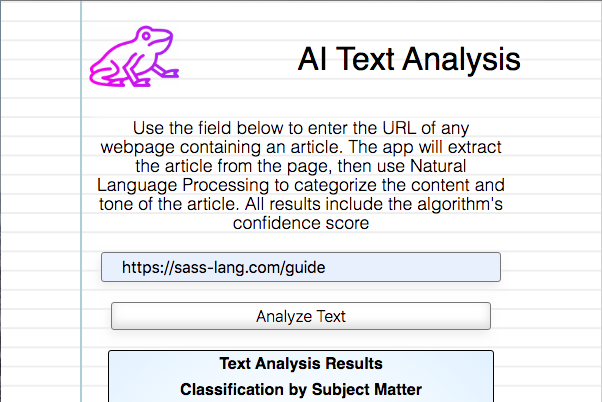 AI Text Analysis
Use the field below to enter the URL of any
webpage containing an article. The app will extract
the article from the page, then use Natural
Language Processing to categorize the content and
tone of the article. All results include the algorithm's
confidence score
https://sass-lang.com/guide
Analyze Text
Text Analysis Results
Classification by Subject Matter